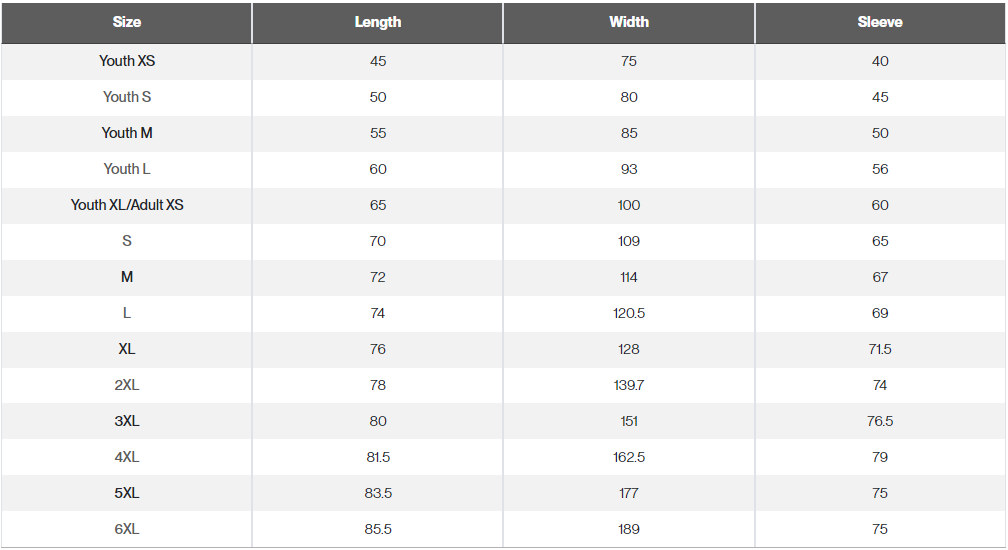 Size Length Width Sleeve
Youth XS 45 75 40
Youth S 50 80 45
Youth M 55 85 50
Youth L 60 93 56
Youth XL/Adult XS 65 100 60
S 70 109 65
M 72 114 67
L 74 120.5 69
XL 76 128 71.5
2XL 78 139.7 74
3XL 80 151 76.5
4XL 81.5 162.5 79
5XL 83.5 177 75
6XL 85.5 189 75